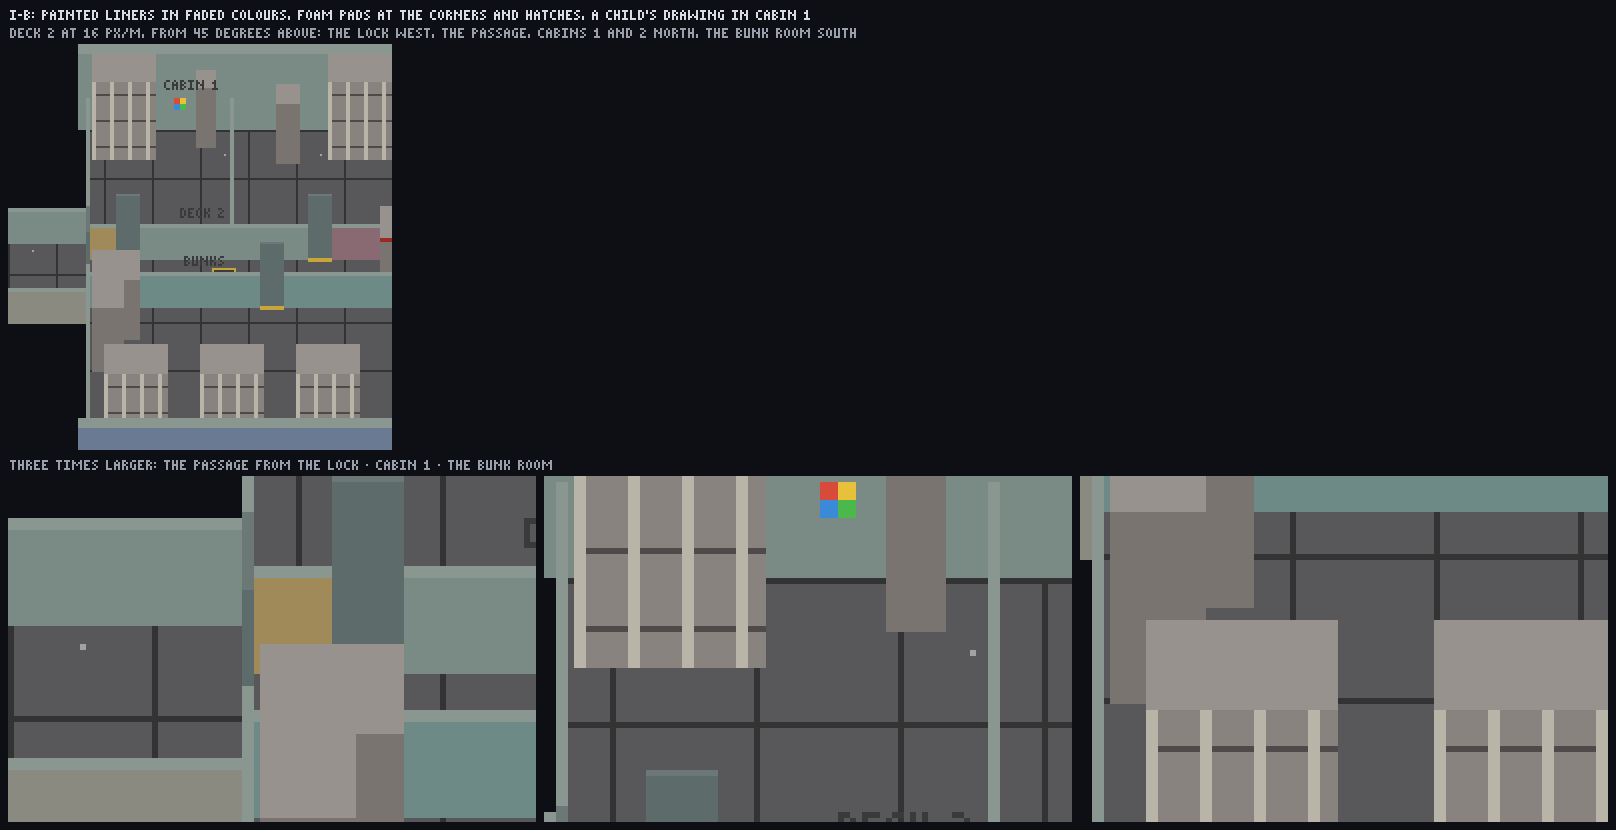 I-B: PAINTED LINERS IN FADED COLOURS, FOAM PADS AT THE CORNERS AND HATCHES, A CHILD'S DRAWING IN CABIN 1
DECK 2 AT 16 PX/M, FROM 45 DEGREES ABOVE: THE LOCK WEST, THE PASSAGE, CABINS 1 AND 2 NORTH, THE BUNK ROOM SOUTH
CABIN 1
DECK 2
BUNKS
THREE TIMES LARGER: THE PASSAGE FROM THE LOCK · CABIN 1 · THE BUNK ROOM